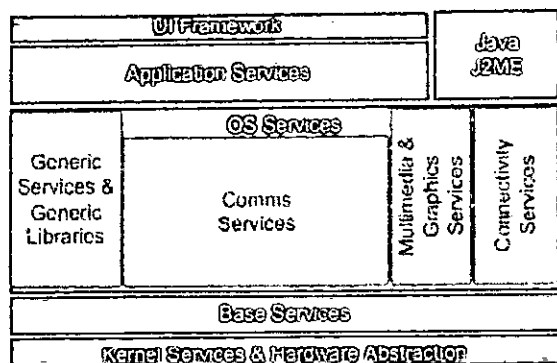 UI Framework
Application Services
Java
J2ME
OS Services
Generic
Services &
Generic
Libraries
Comms
Services
Multimedia &
Graphics
Services
Connectivity
Services
Base Services
Kernel Services & Hardware Abstraction